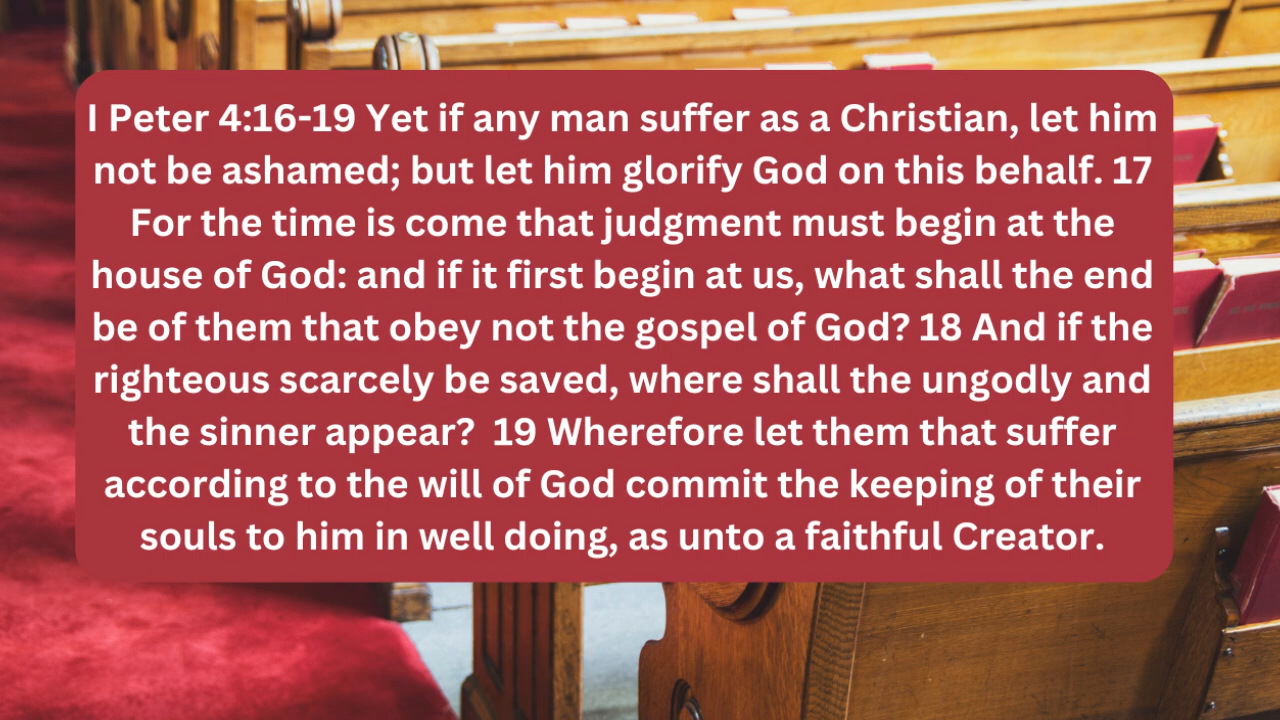 I Peter 4:16-19 Yet if any man suffer as a Christian, let him
not be ashamed; but let him glorify God on this behalf. 17
For the time is come that judgment must begin at the
house of God: and if it first begin at us, what shall the end
be of them that obey not the gospel of God? 18 And if the
righteous scarcely be saved, where shall the ungodly and
the sinner appear?  19 Wherefore let them that suffer
according to the will of God commit the keeping of their
souls to him in well doing, as unto a faithful Creator.